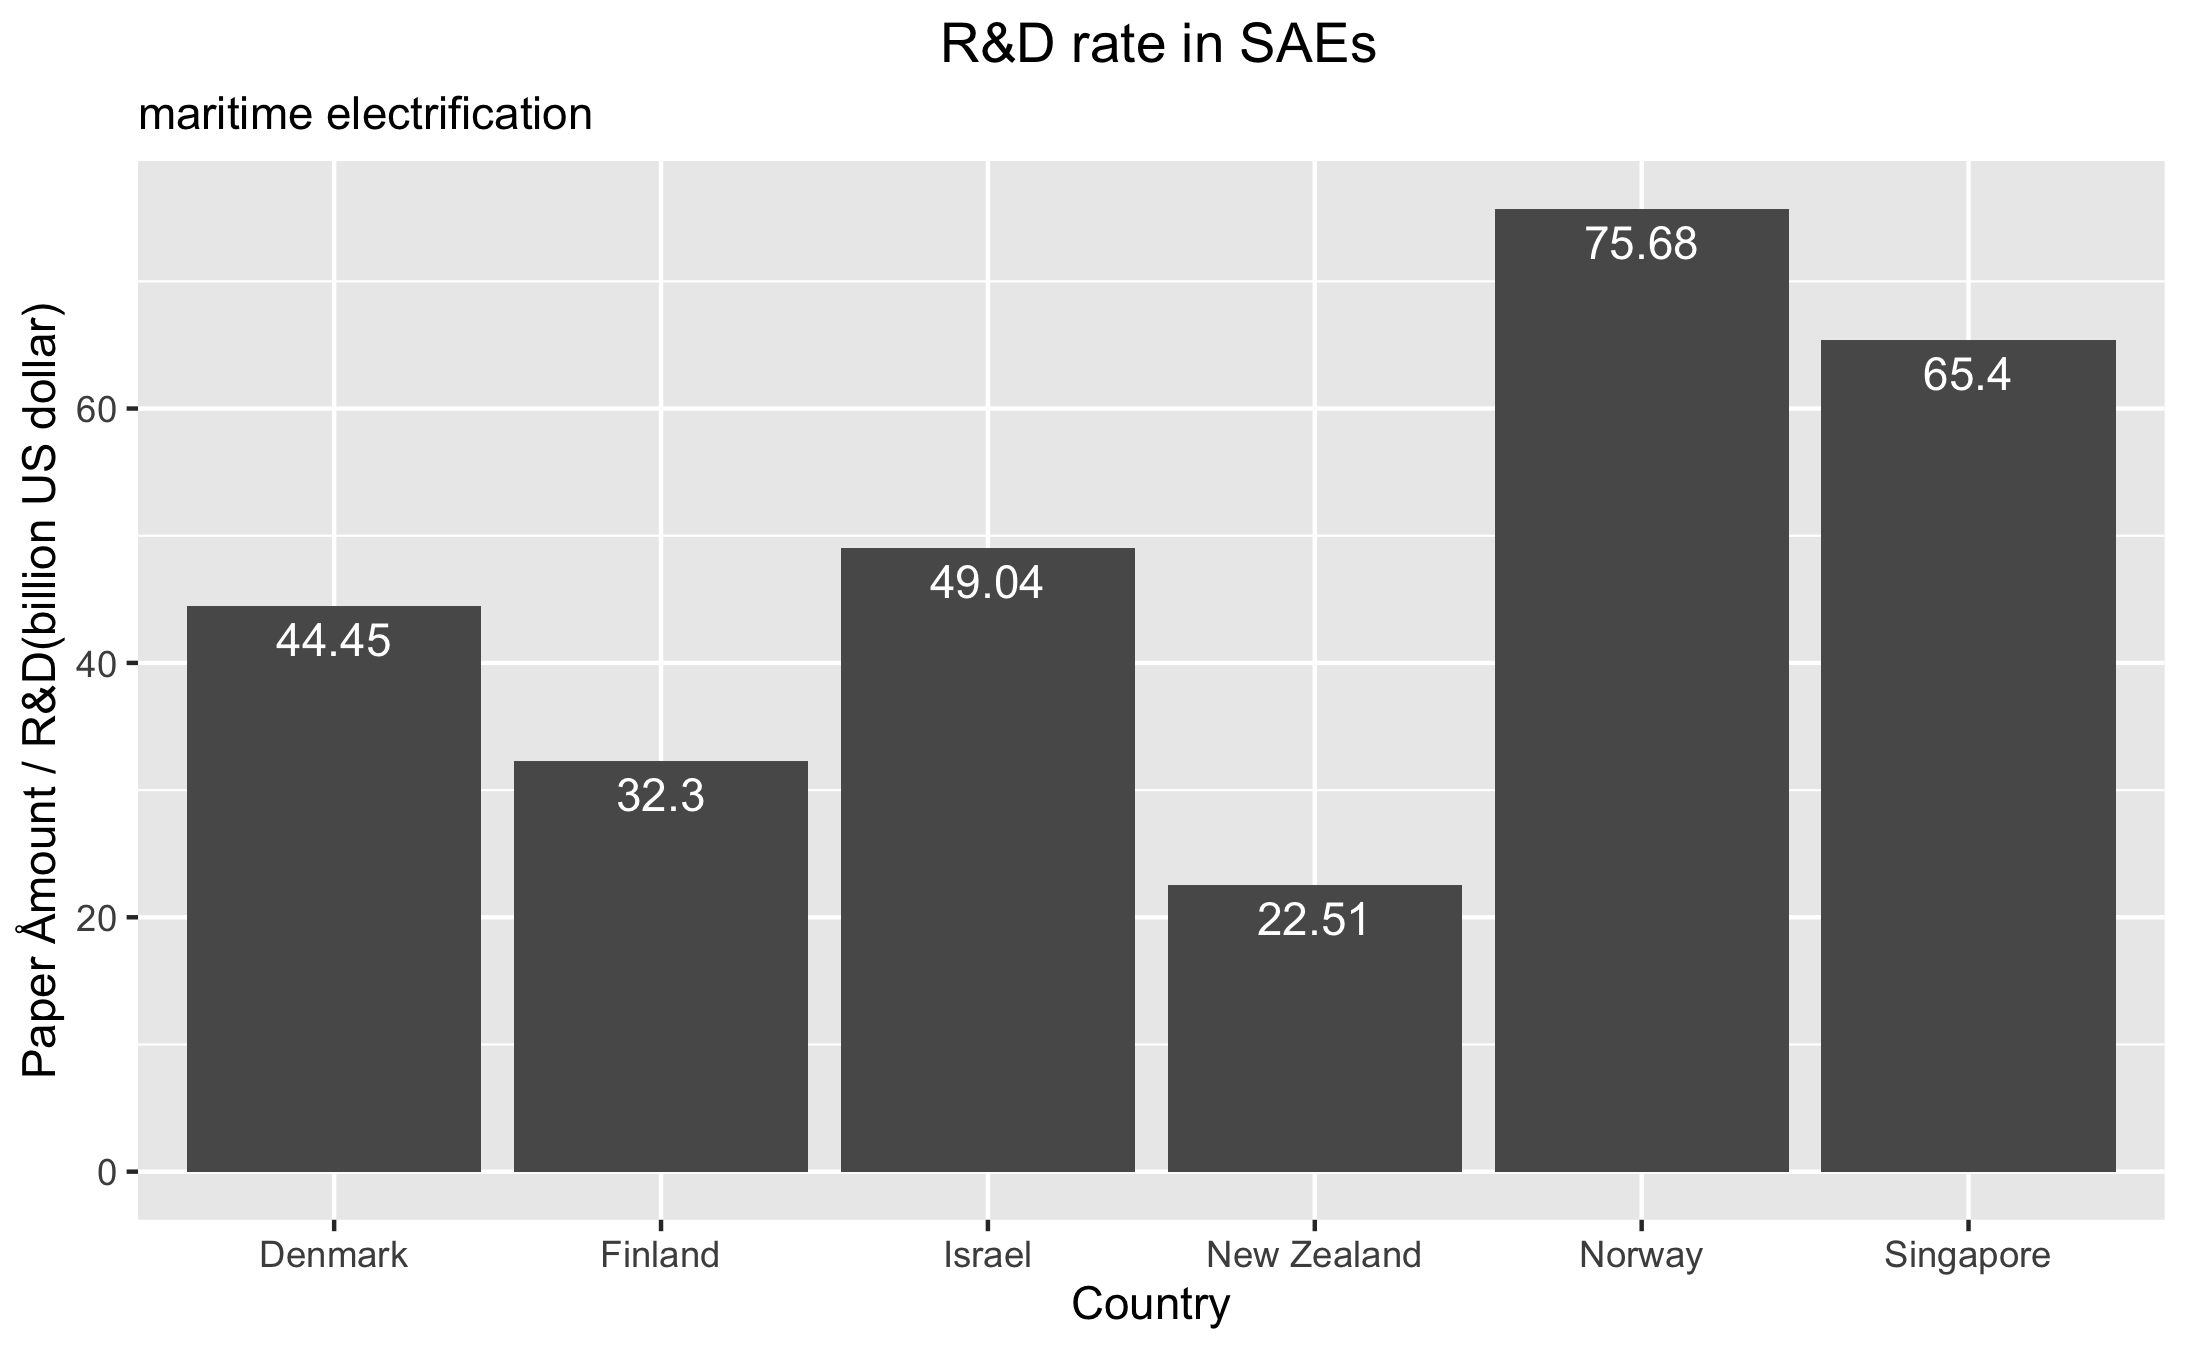 R&D rate in SAEs
maritime electrification
Paper Åmount / R&D(billion US dollar)
60
40
20
0
44.45
32.3
49.04
22.51
75.68
65.4
Denmark
Finland
Israel
New Zealand
Norway
Singapore
Country